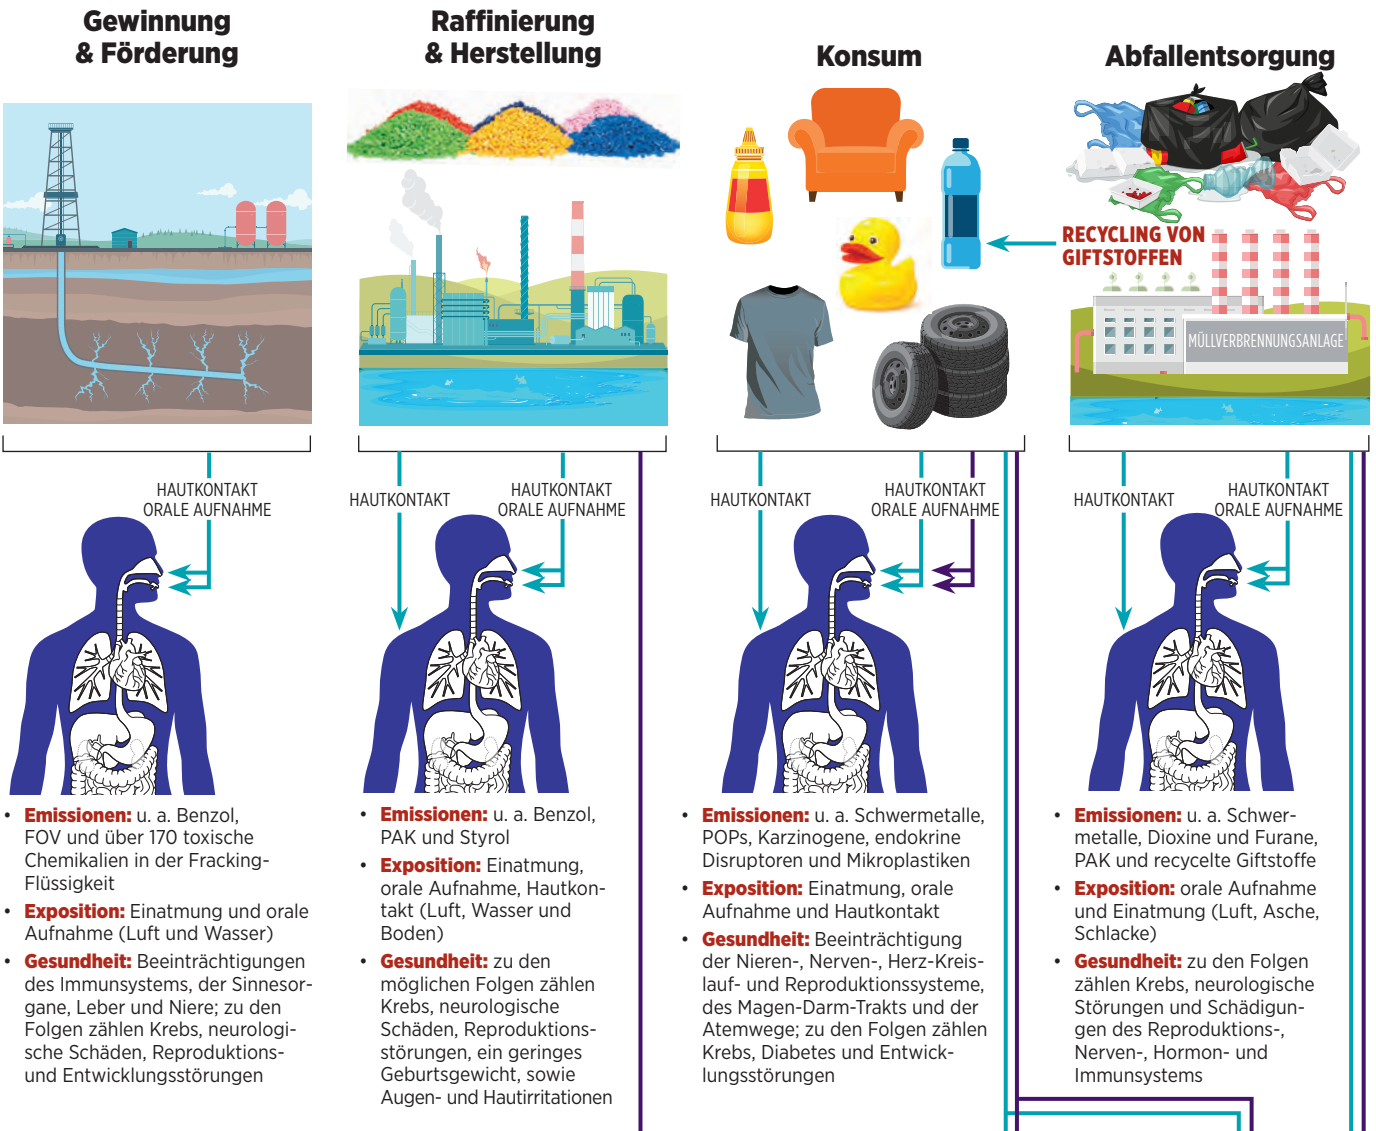 Gewinnung
& Förderung
Raffinierung
& Herstellung
Konsum
Abfallentsorgung
RECYCLING VON
GIFTSTOFFEN
MÜLLVERBRENNUNGSANLAGE
HAUTKONTAKT
ORALE AUFNAHME
HAUTKONTAKT
HAUTKONTAKT
ORALE AUFNAHME
HAUTKONTAKT
HAUTKONTAKT
ORALE AUFNAHME
HAUTKONTAKT
HAUTKONTAKT
ORALE AUFNAHME
• Emissionen: u. a. Benzol,
FOV und über 170 toxische
Chemikalien in der Fracking-
Flüssigkeit
• Exposition: Einatmung und orale
Aufnahme (Luft und Wasser)
• Gesundheit: Beeinträchtigungen
des Immunsystems, der Sinnesor-
gane, Leber und Niere; zu den
Folgen zählen Krebs, neurologi-
sche Schäden, Reproduktions-
und Entwicklungsstörungen
• Emissionen: u. a. Benzol,
PAK und Styrol
• Exposition: Einatmung,
orale Aufnahme, Hautkon-
takt (Luft, Wasser und
Boden)
• Gesundheit: zu den
möglichen Folgen zählen
Krebs, neurologische
Schäden, Reproduktions-
störungen, ein geringes
Geburtsgewicht, sowie
Augen- und Hautirritationen
• Emissionen: u. a. Schwermetalle,
POPs, Karzinogene, endokrine
Disruptoren und Mikroplastiken
• Exposition: Einatmung, orale
Aufnahme und Hautkontakt
• Gesundheit: Beeinträchtigung
der Nieren-, Nerven-, Herz-Kreis-
lauf- und Reproduktionssysteme,
des Magen-Darm-Trakts und der
Atemwege; zu den Folgen zählen
Krebs, Diabetes und Entwick-
lungsstörungen
• Emissionen: u. a. Schwer-
metalle, Dioxine und Furane,
PAK und recycelte Giftstoffe
• Exposition: orale Aufnahme
und Einatmung (Luft, Asche,
Schlacke)
• Gesundheit: zu den Folgen
zählen Krebs, neurologische
Störungen und Schädigun-
gen des Reproduktions-,
Nerven-, Hormon- und
Immunsystems